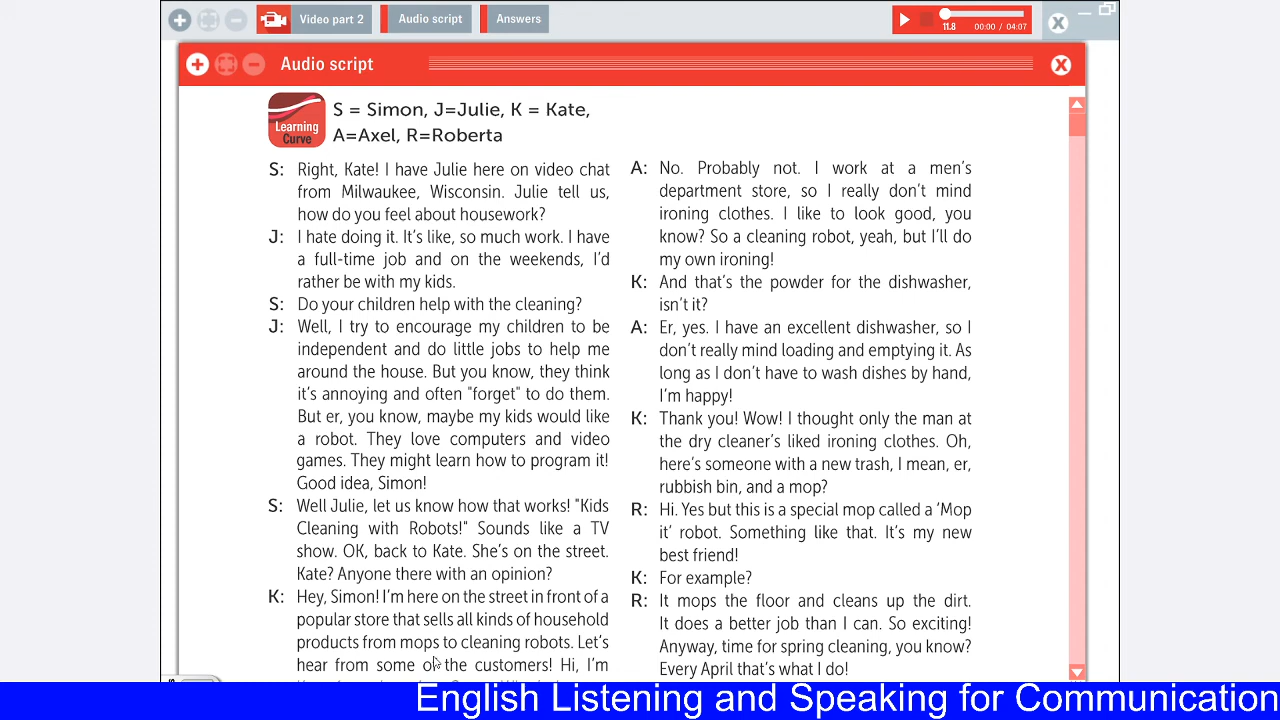 Video part 2
Audio script
Answers
11.8
00:00 / 04:07
Audio script
Learning
Curve
S = Simon, J=Julie, K = Kate,
A=Axel, R=Roberta
S: Right, Kate! I have Julie here on video chat
from Milwaukee, Wisconsin. Julie tell us,
how do you feel about housework?
J: I hate doing it. It's like, so much work. I have
a full-time job and on the weekends, I'd
rather be with my kids.
S: Do your children help with the cleaning?
J: Well, I try to encourage my children to be
independent and do little jobs to help me
around the house. But you know, they think
it's annoying and often "forget" to do them.
But er, you know, maybe my kids would like
a robot. They love computers and video
games. They might learn how to program it!
Good idea, Simon!
S: Well Julie, let us know how that works! "Kids
Cleaning with Robots!" Sounds like a TV
show. OK, back to Kate. She's on the street.
Kate? Anyone there with an opinion?
K: Hey, Simon! I'm here on the street in front of a
popular store that sells all kinds of household
products from mops to cleaning robots. Let's
hear from some of the customers! Hi, I'm
A: No. Probably not. I work at a men's
department store, so I really don't mind
ironing clothes. I like to look good, you
know? So a cleaning robot, yeah, but I'll do
my own ironing!
K: And that's the powder for the dishwasher,
isn't it?
A: Er, yes. I have an excellent dishwasher, so I
don't really mind loading and emptying it. As
long as I don't have to wash dishes by hand,
I'm happy!
K: Thank you! Wow! I thought only the man at
the dry cleaner's liked ironing clothes. Oh,
here's someone with a new trash, I mean, er,
rubbish bin, and a mop?
R: Hi. Yes but this is a special mop called a 'Mop
it' robot. Something like that. It's my new
best friend!
K: For example?
R: It mops the floor and cleans up the dirt.
It does a better job than I can. So exciting!
Anyway, time for spring cleaning, you know?
Every April that's what I do!
English Listening and Speaking for Communication